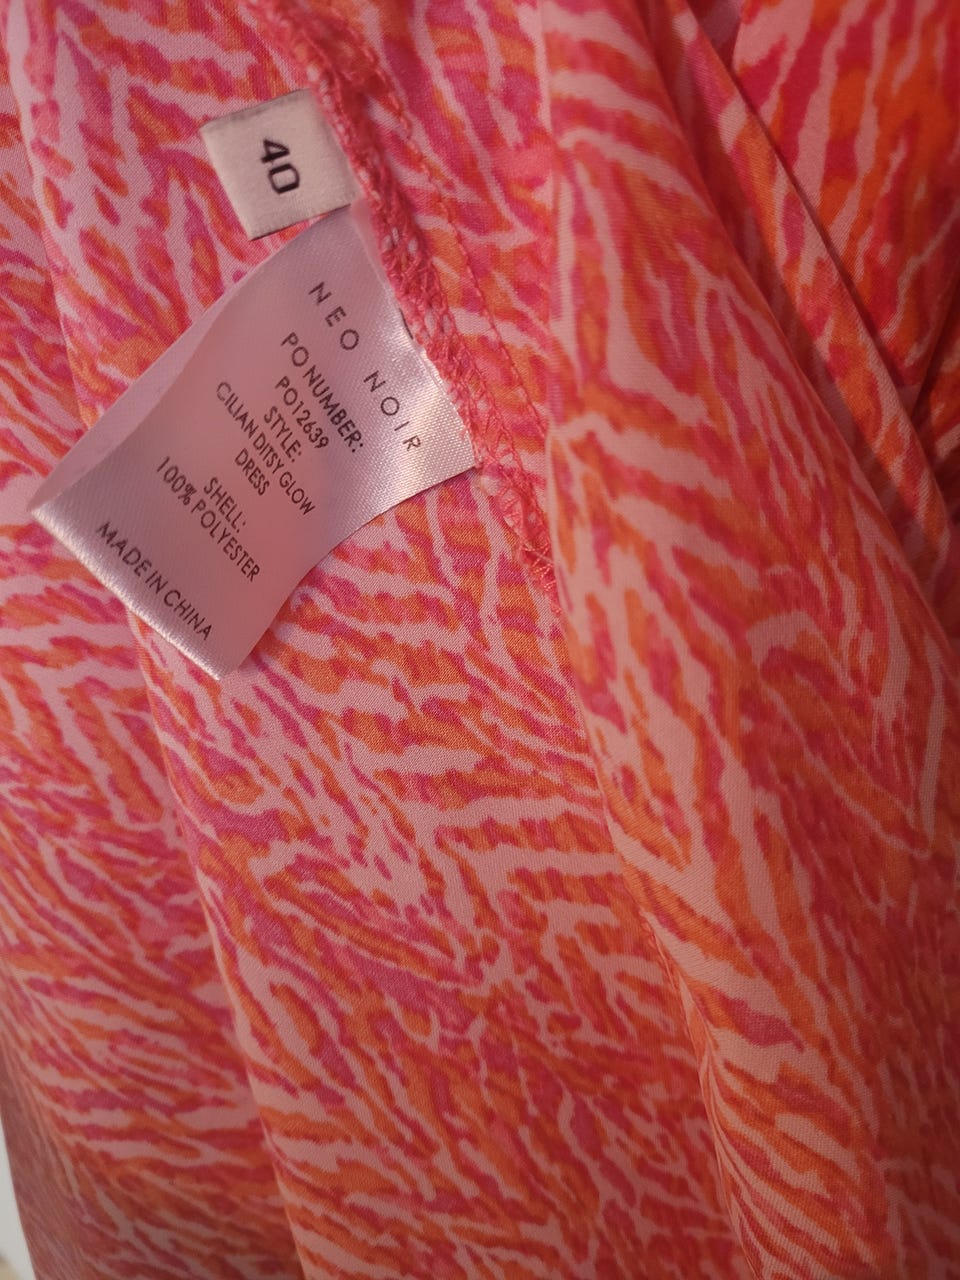 40
NEO NOIR
PO NUMBER:
PO12639
STYLE:
CILIAN DITSY GLOW
DRESS
SHELL:
100% POLYESTER
MADE IN CHINA